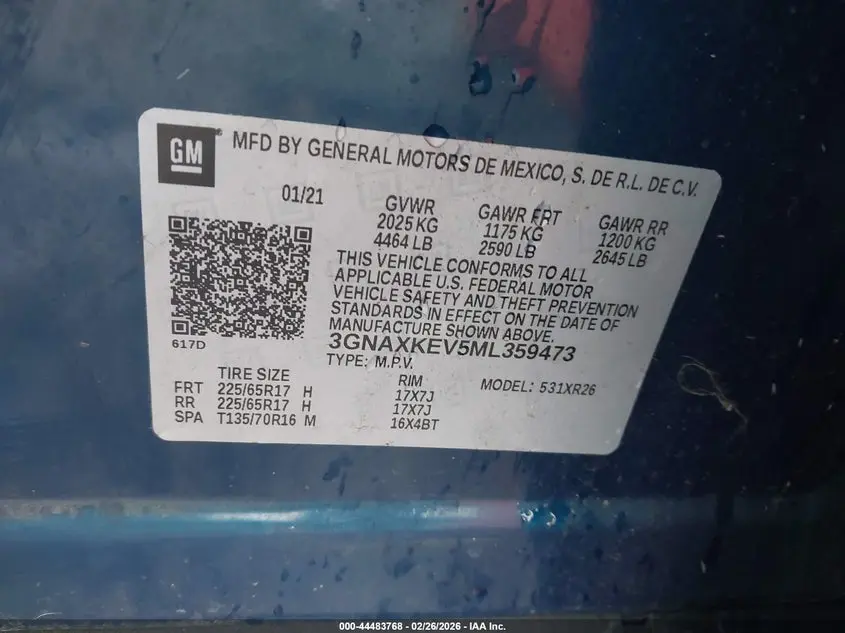 GM
MFD BY GENERAL MOTORS DE MEXICO, S. DE R.L. DE C.V.
01/21
GVWR
2025 KG
4464 LB
GAWR FRT
1175 KG
2590 LB
GAWR RR
1200 KG
2645 LB
THIS VEHICLE CONFORMS TO ALL
APPLICABLE U.S. FEDERAL MOTOR
VEHICLE SAFETY AND THEFT PREVENTION
STANDARDS IN EFFECT ON THE DATE OF
MANUFACTURE SHOWN ABOVE.
617D
3GNAXKEV5ML359473
TYPE: M.P.V.
MODEL: 531XR26
TIRE SIZE RIM
FRT 225/65R17 H 17X7J
RR 225/65R17 H 17X7J
SPA T135/70R16 M 16X4BT
000-44483768 - 02/26/2026 - IAA Inc.